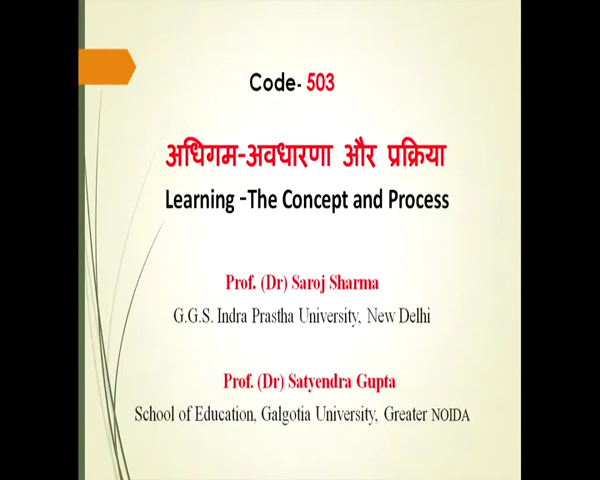 Code- 503
अधिगम-अवधारणा और प्रक्रिया
Learning -The Concept and Process
Prof. (Dr) Saroj Sharma
G.G.S. Indra Prastha University, New Delhi
Prof. (Dr) Satyendra Gupta
School of Education, Galgotia University, Greater NOIDA